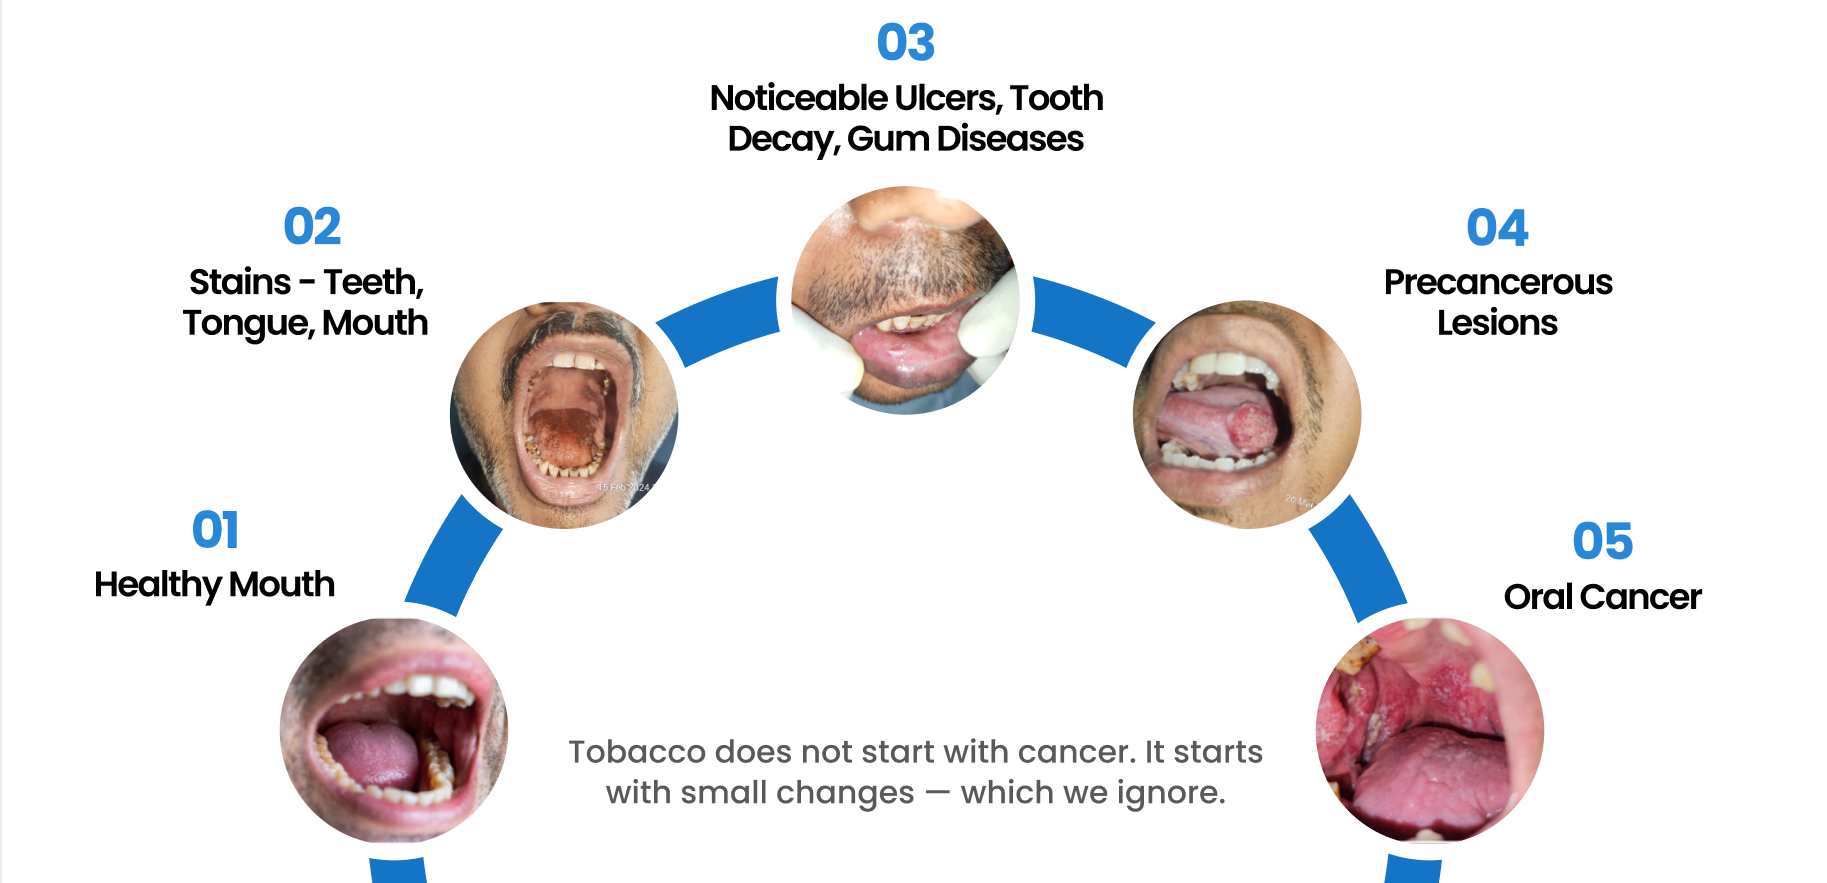 03
Noticeable Ulcers, Tooth
Decay, Gum Diseases
02
Stains - Teeth,
Tongue, Mouth
04
Precancerous
Lesions
01
Healthy Mouth
05
Oral Cancer
15 Feb 2024
Tobacco does not start with cancer. It starts
with small changes — which we ignore.